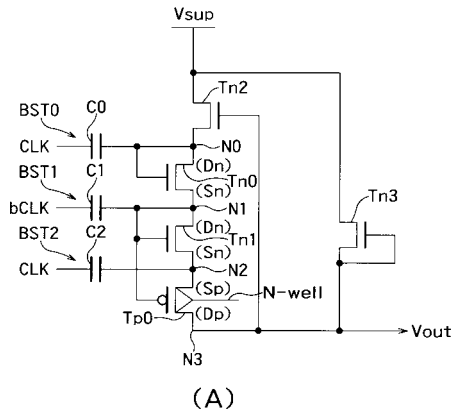 Vsup
Tn2
BST0
C0
CLK
N0
(Dn)
BST1
C1
Tn0
(Sn)
Tn3
bCLK
N1
(Dn)
BST2
C2
Tn1
(Sn)
CLK
N2
(Sp)
N-well
Tp0
(Dp)
Vout
N3
(A)